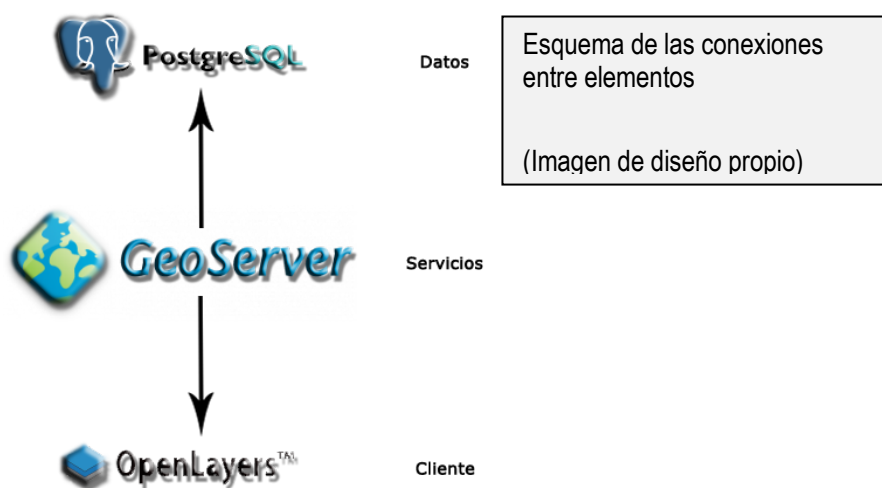 PostgreSQL
Datos
Esquema de las conexiones
entre elementos
(Imagen de diseño propio)
GeoServer
Servicios
OpenLayers™
Cliente